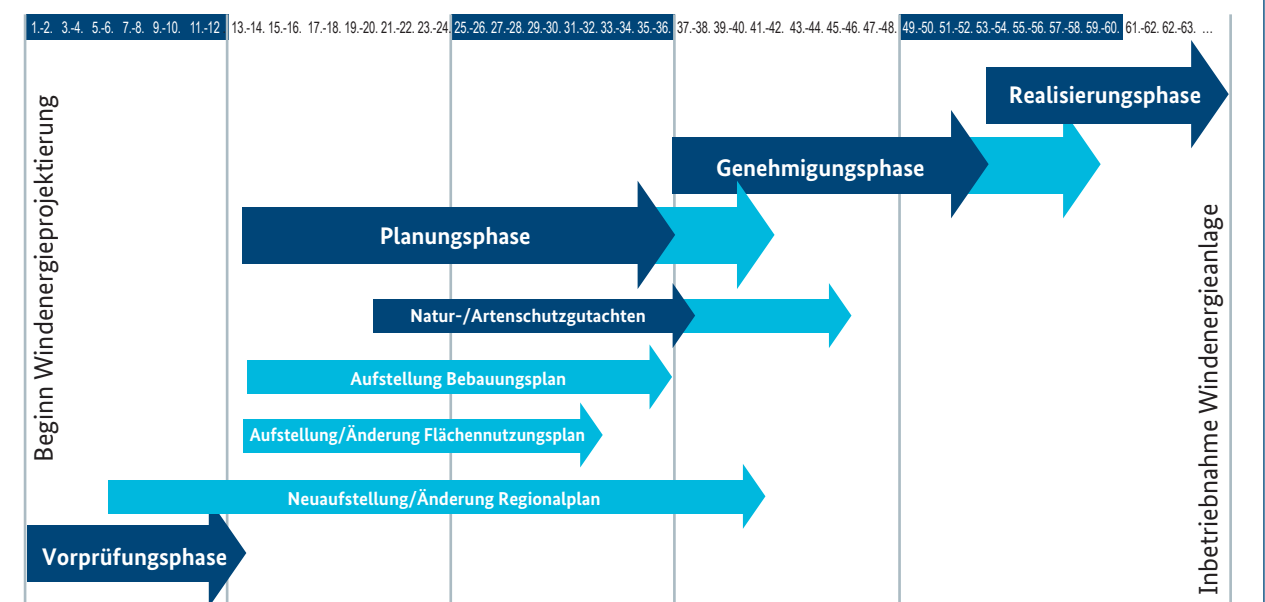 1.-2. 3.-4. 5.-6. 7.-8. 9.-10. 11.-12 13.-14. 15.-16. 17.-18. 19.-20. 21.-22. 23.-24. 25.-26. 27.-28. 29.-30. 31.-32. 33.-34. 35.-36. 37.-38. 39.-40. 41.-42. 43.-44. 45.-46. 47.-48. 49.-50. 51.-52. 53.-54. 55.-56. 57.-58. 59.-60. 61.-62. 62.-63. ...
Beginn Windenergieprojektierung
Realisierungsphase
Genehmigungsphase
Planungsphase
Natur-/Artenschutzgutachten
Aufstellung Bebauungsplan
Aufstellung/Änderung Flächennutzungsplan
Neuaufstellung/Änderung Regionalplan
Vorprüfungsphase
Inbetriebnahme Windenergieanlage